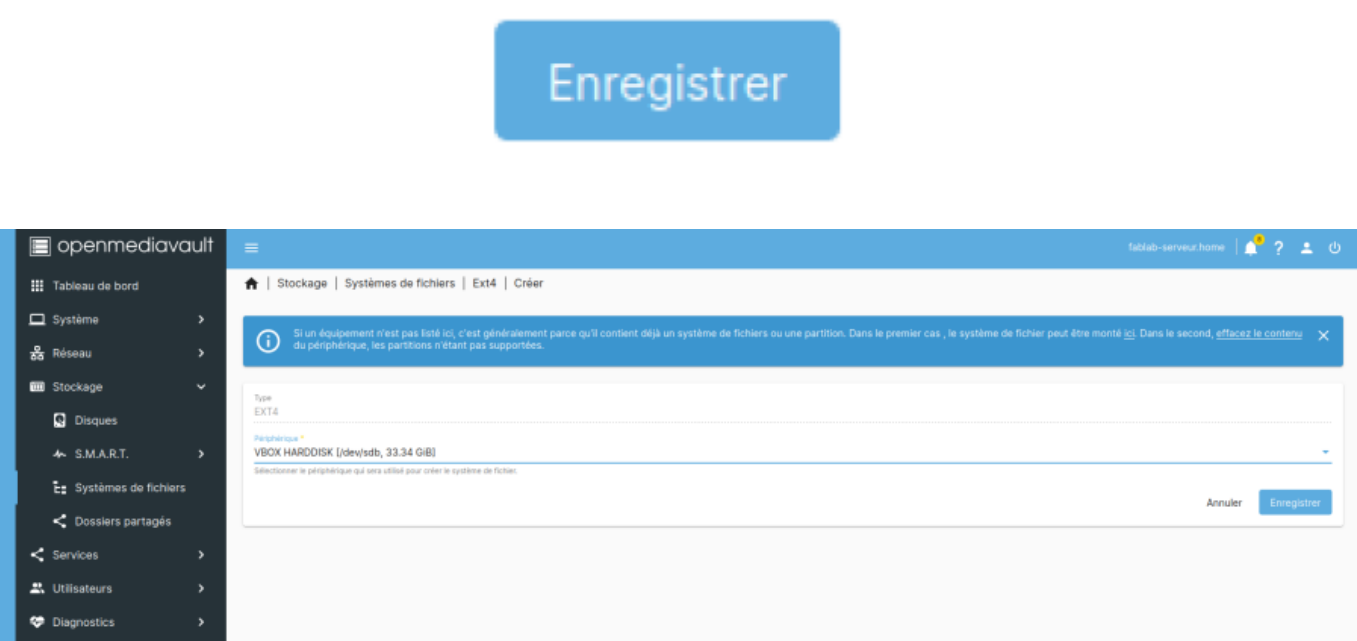 Enregistrer
openmediavault
fablab-serveur.home
Tableau de bord
Stockage | Systèmes de fichiers | Ext4 | Créer
Système
Si un équipement n'est pas listé ici, c'est généralement parce qu'il contient déjà un système de fichiers ou une partition. Dans le premier cas , le système de fichier peut être monté ici. Dans le second, effacez le contenu
du périphérique, les partitions n'étant pas supportées.
Réseau
Stockage
Type
EXT4
Disques
Périphérique *
VBOX HARDDISK [/dev/sdb, 33.34 GiB]
S.M.A.R.T.
Sélectionner le périphérique qui sera utilisé pour créer le système de fichier.
Systèmes de fichiers
Annuler
Enregistrer
Dossiers partagés
Services
Utilisateurs
Diagnostics